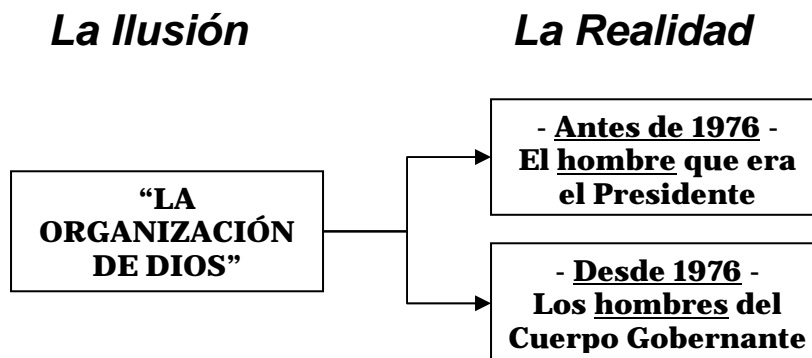 La Ilusión
La Realidad
“LA
ORGANIZACIÓN
DE DIOS”
- Antes de 1976 -
El hombre que era
el Presidente
- Desde 1976 -
Los hombres del
Cuerpo Gobernante